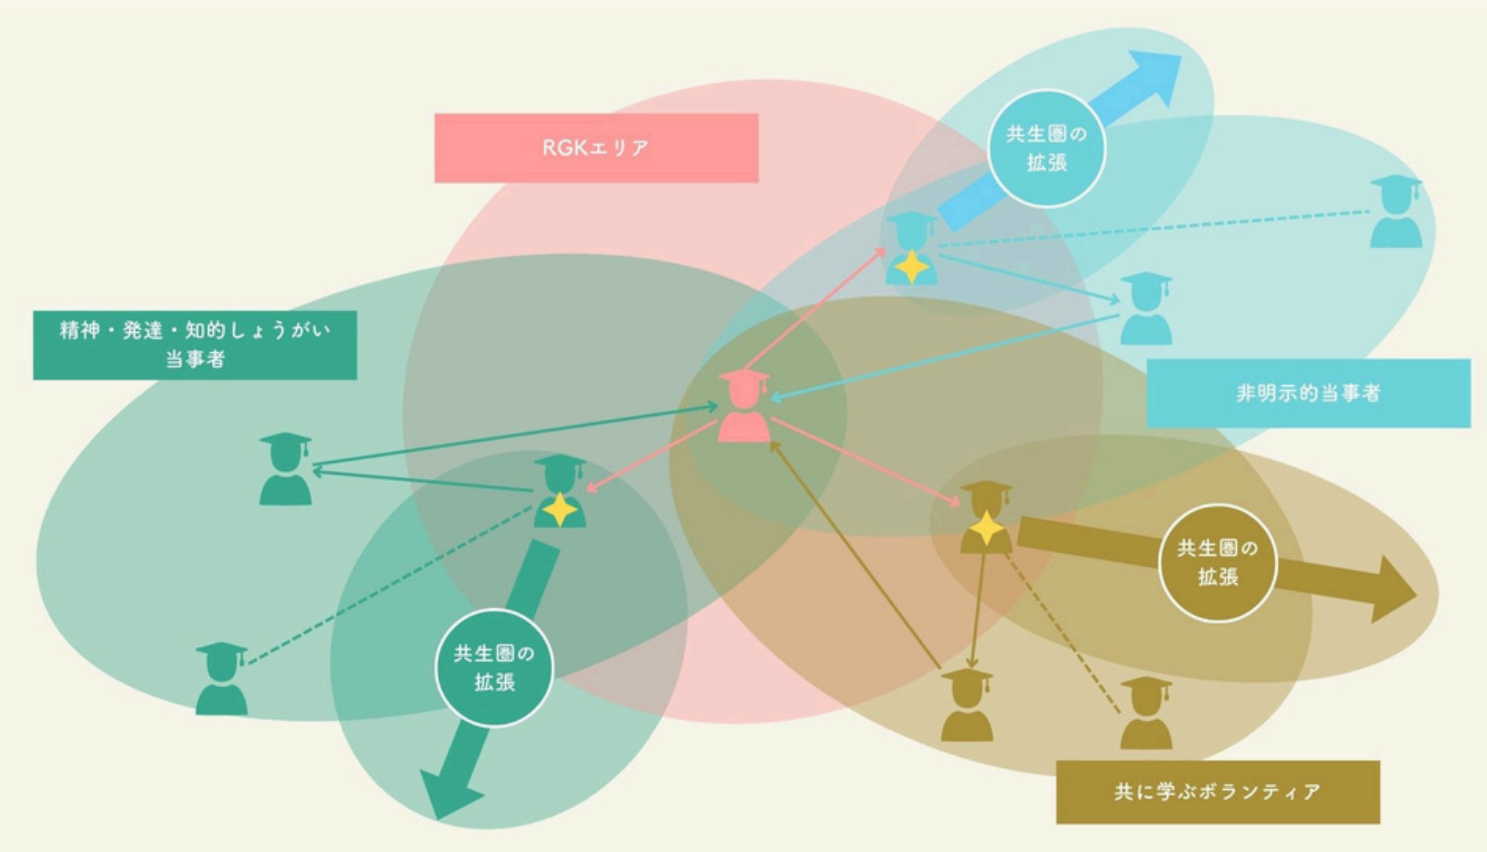 共生圏の
拡張
RGKエリア
精神・発達・知的しょうがい
当事者
非明示的当事者
共生圏の
拡張
共生圏の
拡張
共に学ぶボランティア